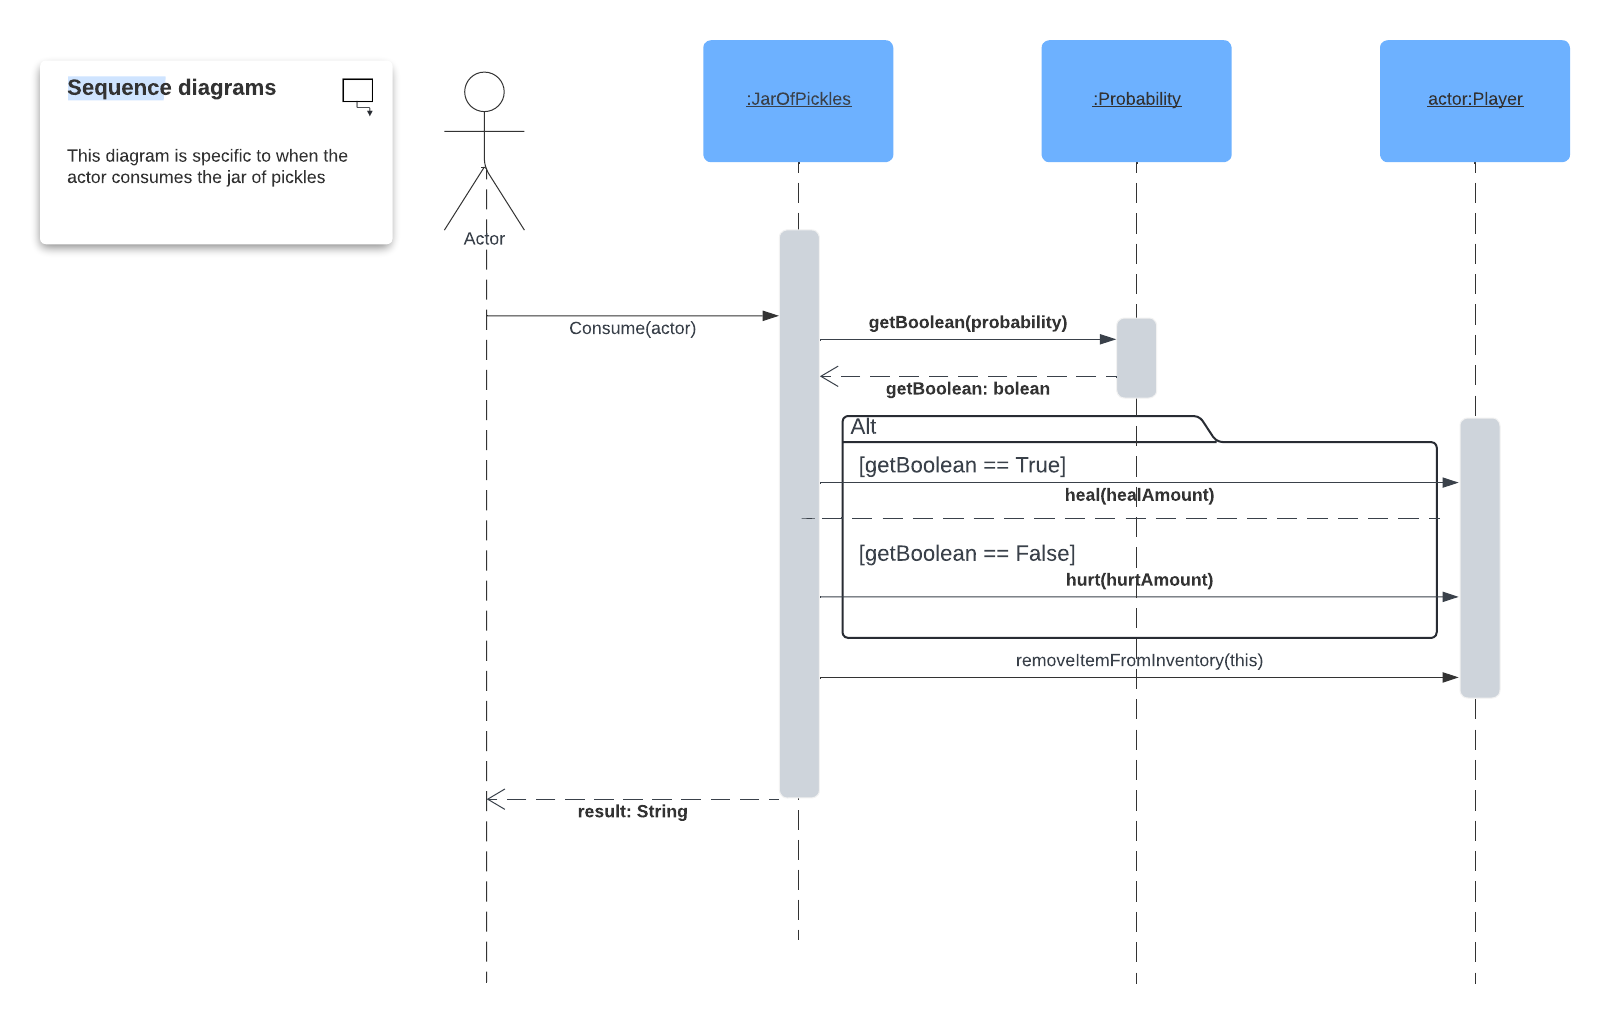 Sequence diagrams
This diagram is specific to when the
actor consumes the jar of pickles
Actor
:JarOfPickles
:Probability
actor:Player
Consume(actor)
getBoolean(probability)
getBoolean: bolean
Alt
[getBoolean == True]
heal(healAmount)
[getBoolean == False]
hurt(hurtAmount)
removeItemFromInventory(this)
result: String